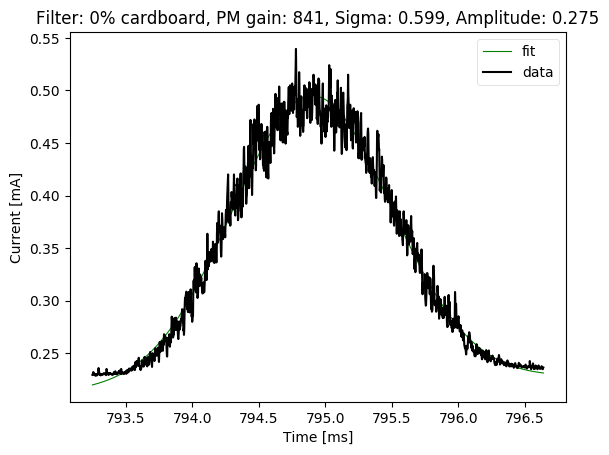 Filter: 0% cardboard, PM gain: 841, Sigma: 0.599, Amplitude: 0.275
0.55
0.50
0.45
0.40
0.35
0.30
0.25
Current [mA]
fit
data
793.5 794.0 794.5 795.0 795.5 796.0 796.5
Time [ms]